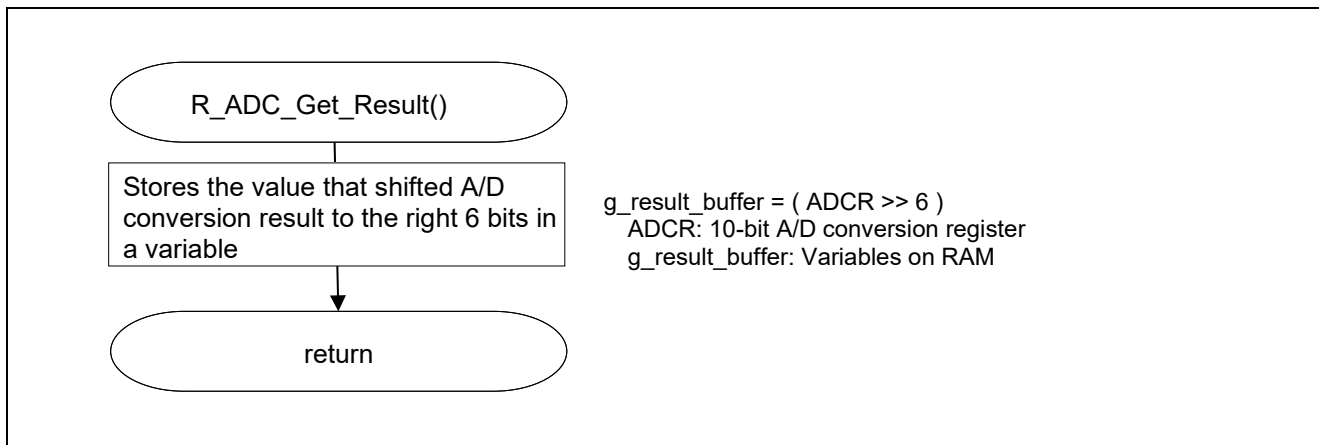 R_ADC_Get_Result()
Stores the value that shifted A/D
conversion result to the right 6 bits in
a variable
g_result_buffer = ( ADCR >> 6 )
ADCR: 10-bit A/D conversion register
g_result_buffer: Variables on RAM
return